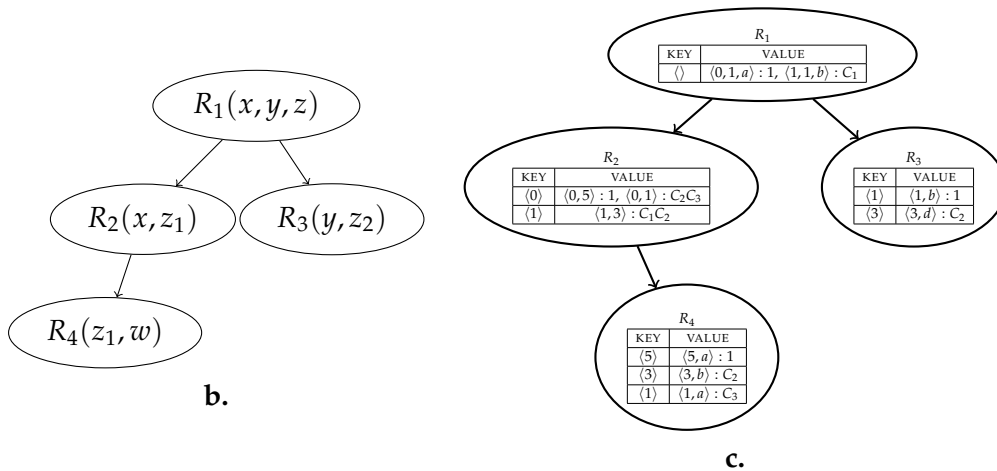 R₁(x, y, z)
R₂(x, z₁)
R₃(y, z₂)
R₄(z₁, w)
b.
R₁
KEY VALUE
⟨⟩ ⟨0, 1, a⟩ : 1, ⟨1, 1, b⟩ : C₁
R₂
KEY VALUE
⟨0⟩ ⟨0, 5⟩ : 1, ⟨0, 1⟩ : C₂C₃
⟨1⟩ ⟨1, 3⟩ : C₁C₂
R₃
KEY VALUE
⟨1⟩ ⟨1, b⟩ : 1
⟨3⟩ ⟨3, d⟩ : C₂
R₄
KEY VALUE
⟨5⟩ ⟨5, a⟩ : 1
⟨3⟩ ⟨3, b⟩ : C₂
⟨1⟩ ⟨1, a⟩ : C₃
c.